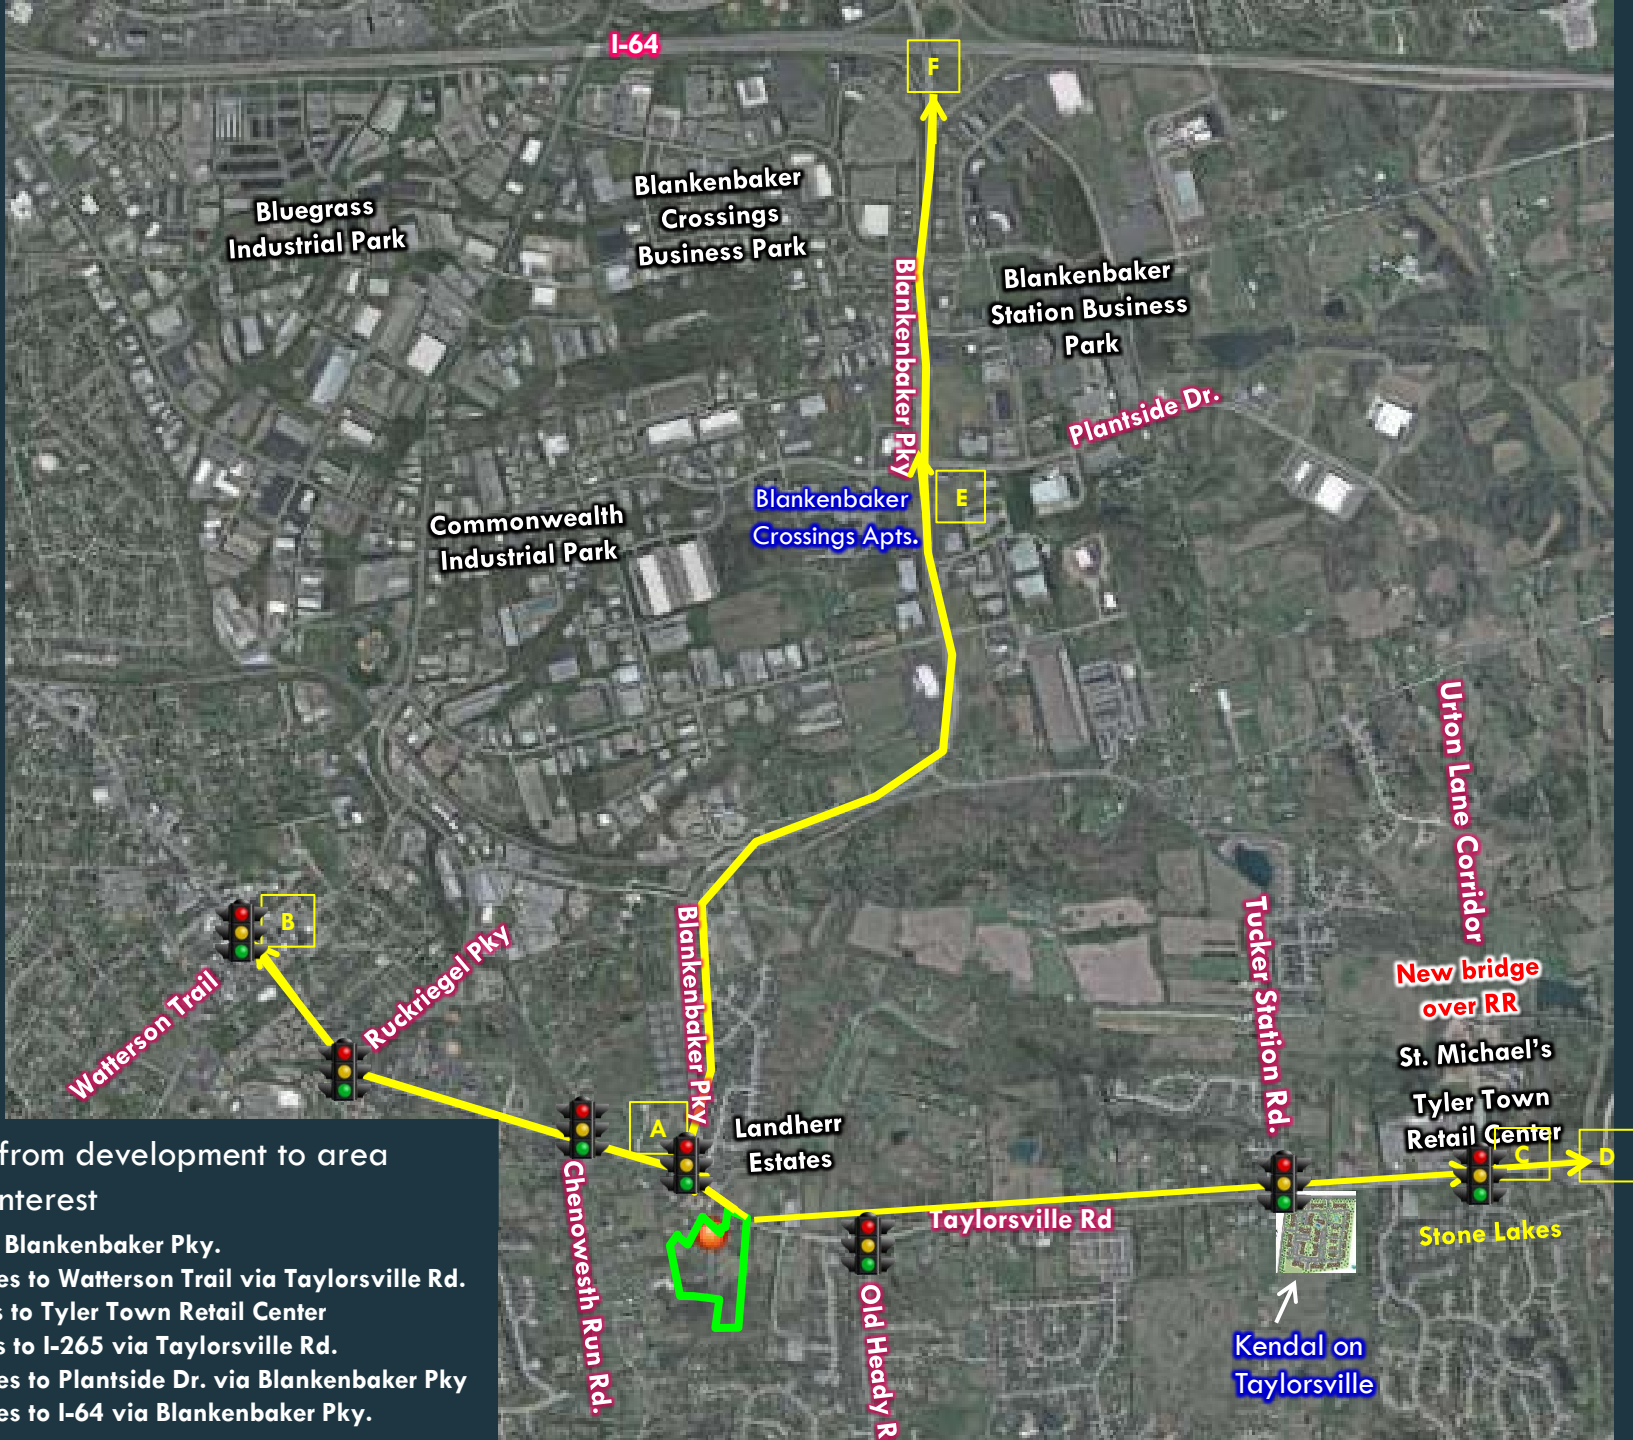 I-64
F
Blankenbaker
Crossings
Business Park
Bluegrass
Industrial Park
Blankenbaker
Station Business
Park
Blankenbaker Pky
Plantside Dr.
E
Blankenbaker
Crossings Apts.
Commonwealth
Industrial Park
Urton Lane Corridor
B
Watterson Trail
Ruckriegel Pky
Blankenbaker Pky
Tucker Station Rd.
New bridge
over RR
St. Michael's
Tyler Town
Retail Center
A
Landherr
Estates
C
D
Taylorsville Rd
Stone Lakes
Chenowesth Run Rd.
Old Heady R
Kendal on
Taylorsville
from development to area
nterest
Blankenbaker Pky.
es to Watterson Trail via Taylorsville Rd.
s to Tyler Town Retail Center
s to I-265 via Taylorsville Rd.
es to Plantside Dr. via Blankenbaker Pky
es to I-64 via Blankenbaker Pky.